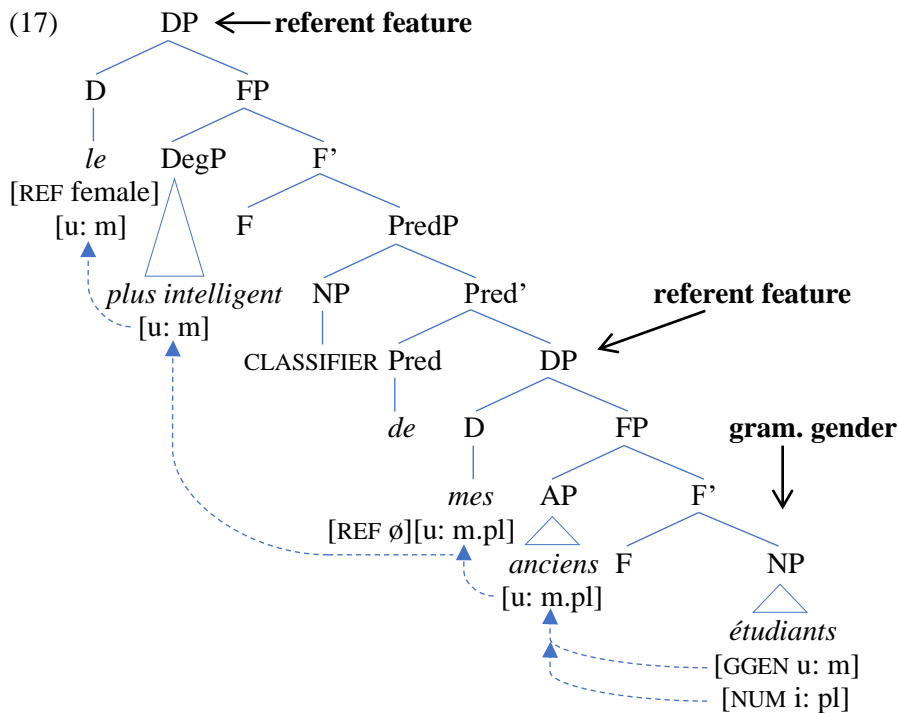 (17) DP referent feature
D FP
le DegP F’
[REF female] F PredP
[u: m]
plus intelligent NP Pred’ referent feature
[u: m]
CLASSIFIER Pred DP
de D FP gram. gender
mes AP F’
[REF ø][u: m.pl]
anciens F NP
[u: m.pl]
étudiants
[GGEN u: m]
[NUM i: pl]